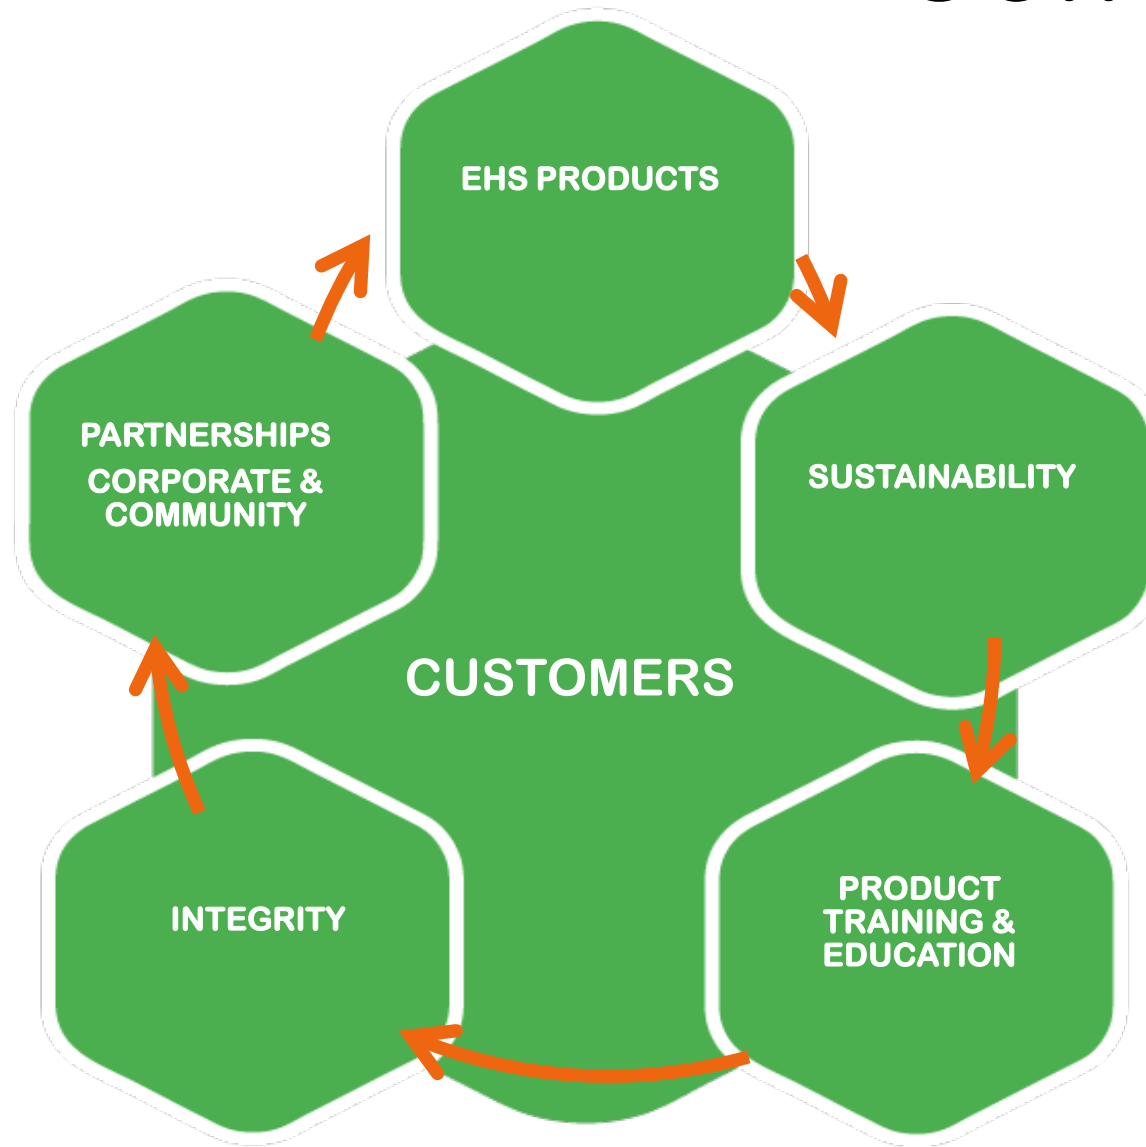 EHS PRODUCTS
PARTNERSHIPS
CORPORATE &
COMMUNITY
SUSTAINABILITY
CUSTOMERS
INTEGRITY
PRODUCT
TRAINING &
EDUCATION